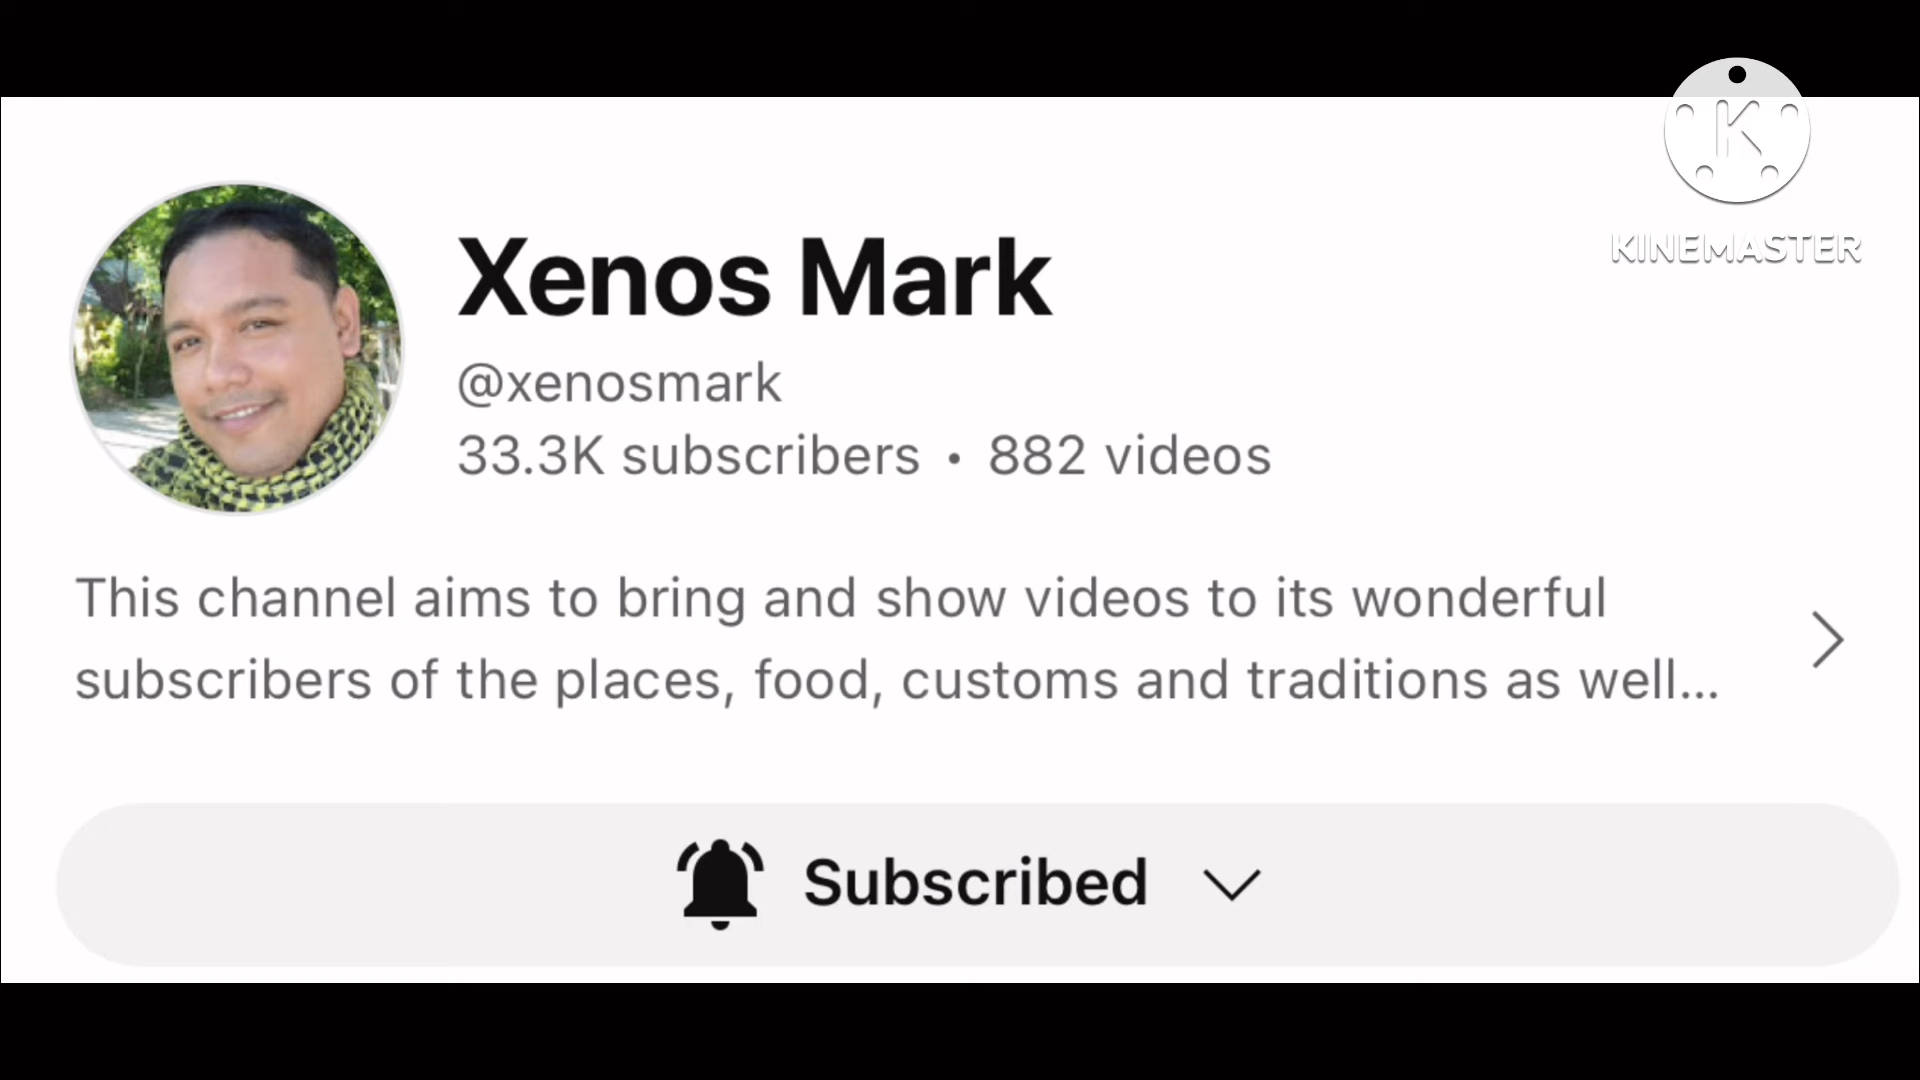 K
KINEMASTER
Xenos Mark
@xenosmark
33.3K subscribers • 882 videos
This channel aims to bring and show videos to its wonderful
subscribers of the places, food, customs and traditions as well...
Subscribed